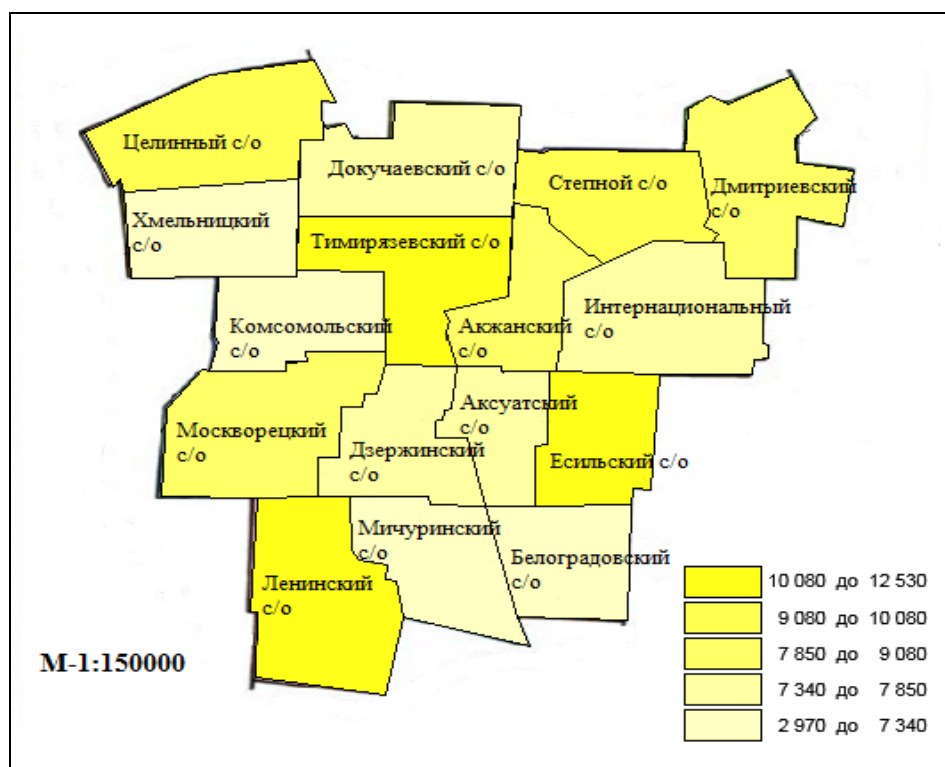 Целинный с/о
Докучаевский с/о
Степной с/о
Дмитриевский
с/о
Хмельницкий
с/о
Тимирязевский с/о
Интернациональный
с/о
Комсомольский
с/о
Акжанский
с/о
Аксуатский
с/о
Москворецкий
с/о
Дзержинский
с/о
Есильский с/о
Мичуринский
с/о
Белоградовский
с/о
Ленинский
с/о
М-1:150000
10 080 до 12 530
9 080 до 10 080
7 850 до 9 080
7 340 до 7 850
2 970 до 7 340